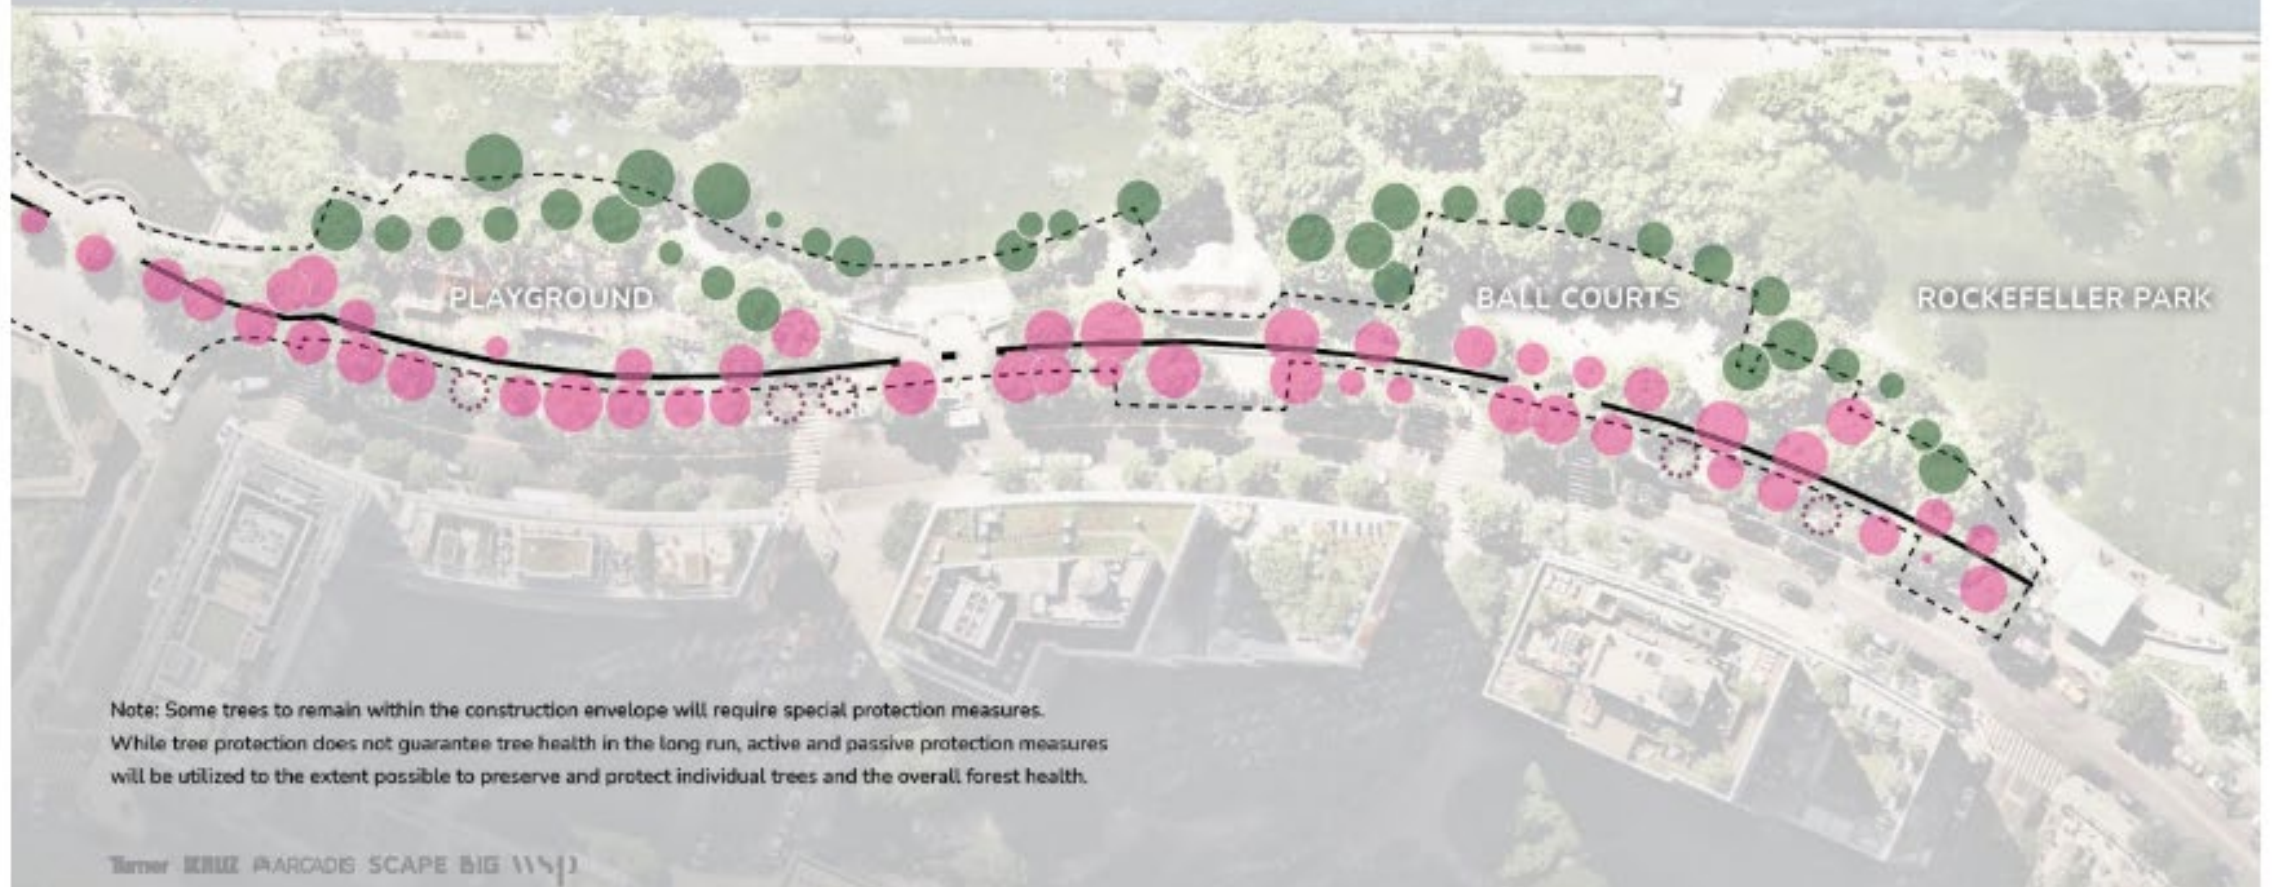 PLAYGROUND
BALL COURTS
ROCKEFELLER PARK
Note: Some trees to remain within the construction envelope will require special protection measures.
While tree protection does not guarantee tree health in the long run, active and passive protection measures
will be utilized to the extent possible to preserve and protect individual trees and the overall forest health.
Turner ARCADIS SCAPE BIG WSP